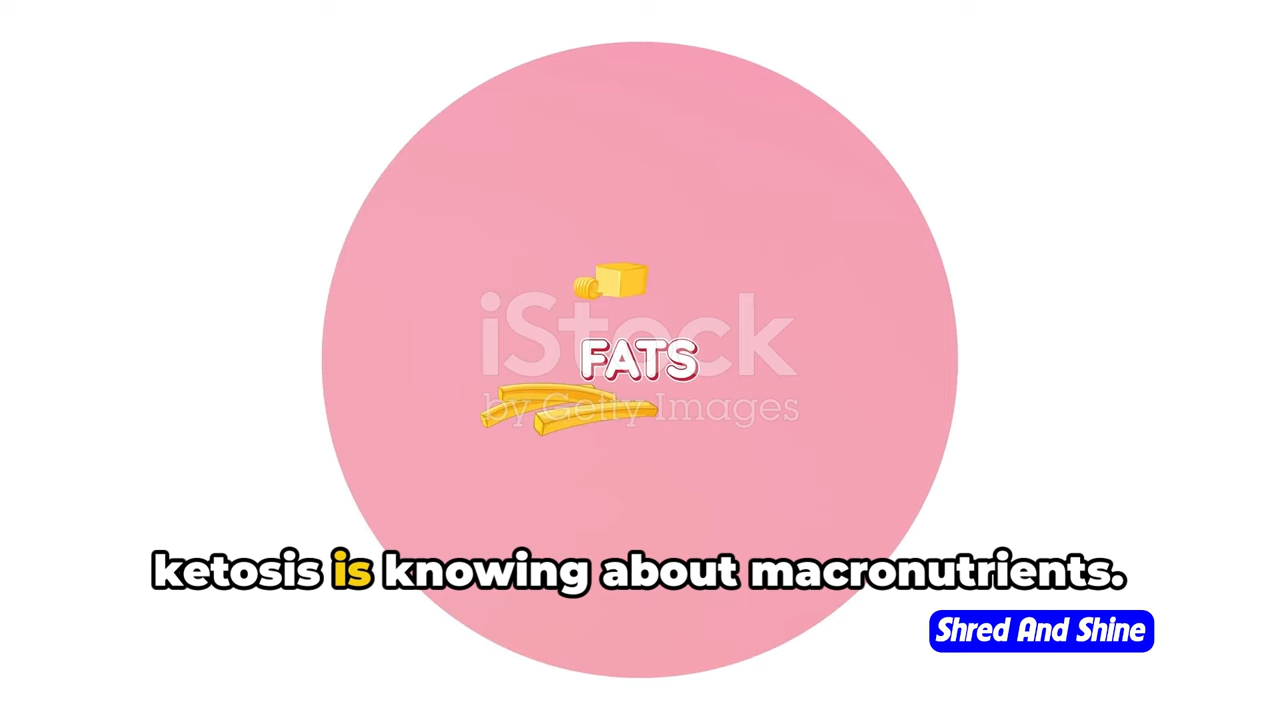 iStock
FATS
by Getty Images
ketosis is knowing about macronutrients.
Shred And Shine